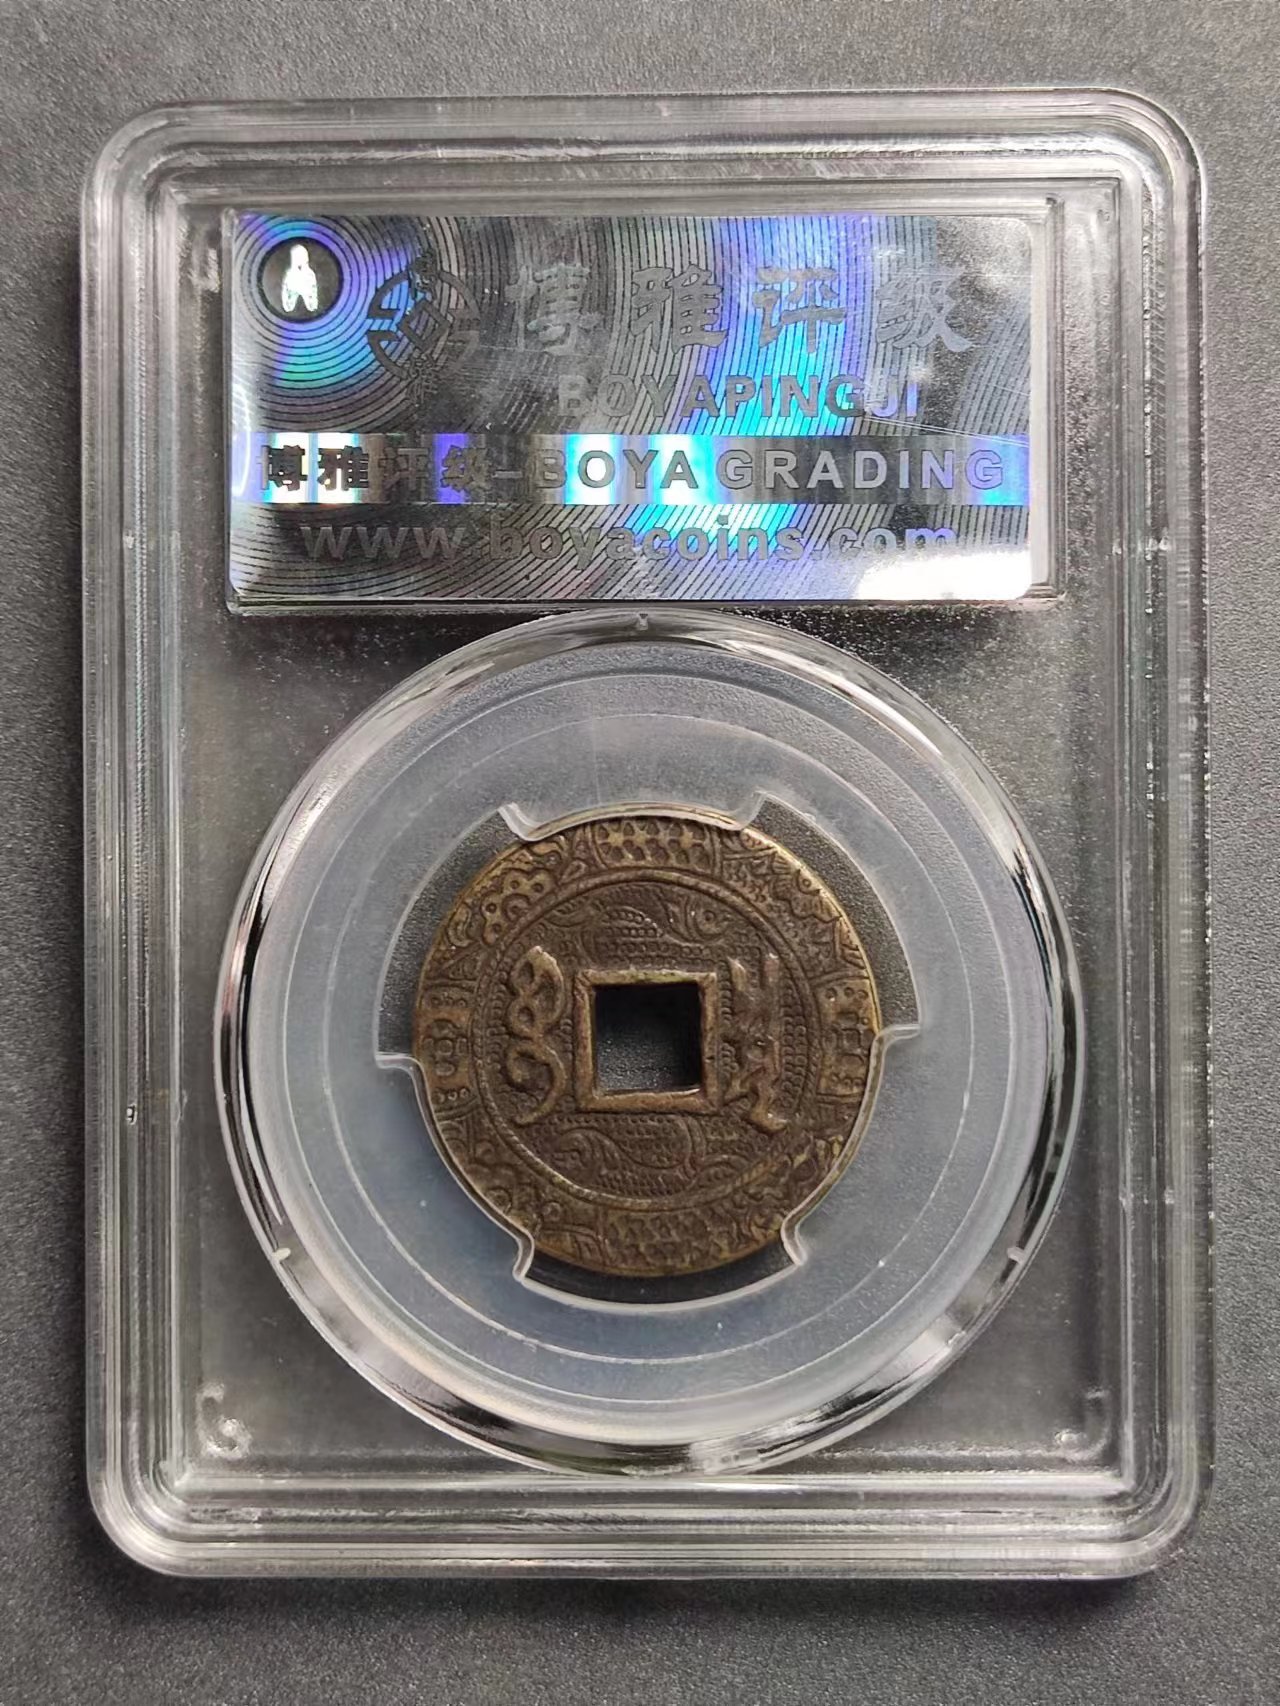 博雅评级
BOYAPINGJI
博雅评级-BOYA GRADING
www.boyacoins.com